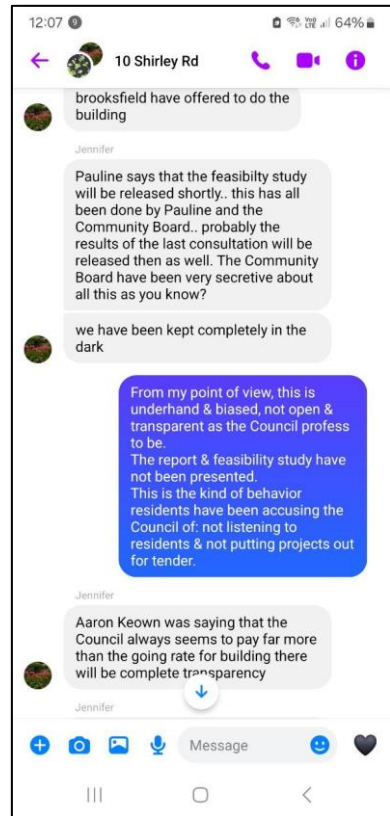 12:07 9 Vo) LTE 64%
10 Shirley Rd
brooksfield have offered to do the
building
Jennifer
Pauline says that the feasibilty study
will be released shortly.. this has all
been done by Pauline and the
Community Board.. probably the
results of the last consultation will be
released then as well. The Community
Board have been very secretive about
all this as you know?
we have been kept completely in the
dark
From my point of view, this is
underhand & biased, not open &
transparent as the Council profess
to be.
The report & feasibility study have
not been presented.
This is the kind of behavior
residents have been accusing the
Council of: not listening to
residents & not putting projects out
for tender.
Jennifer
Aaron Keown was saying that the
Council always seems to pay far more
than the going rate for building there
will be complete transparency
Jennifer
Message